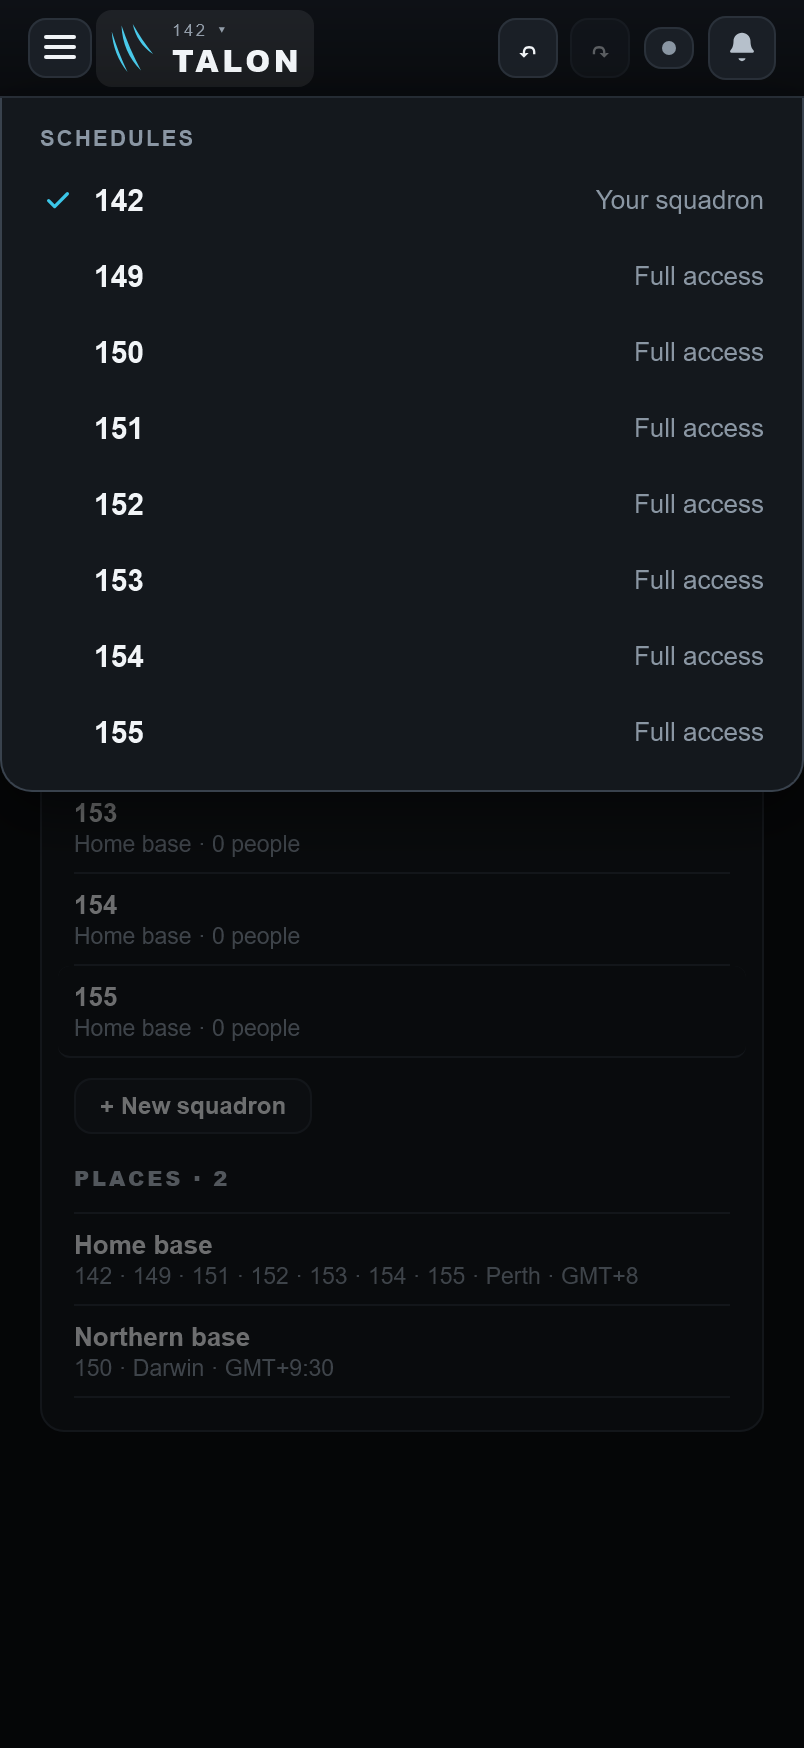 142 ▾
TALON
SCHEDULES
142 Your squadron
149 Full access
150 Full access
151 Full access
152 Full access
153 Full access
154 Full access
155 Full access
153
Home base · 0 people
154
Home base · 0 people
155
Home base · 0 people
+ New squadron
PLACES · 2
Home base
142 · 149 · 151 · 152 · 153 · 154 · 155 · Perth · GMT+8
Northern base
150 · Darwin · GMT+9:30